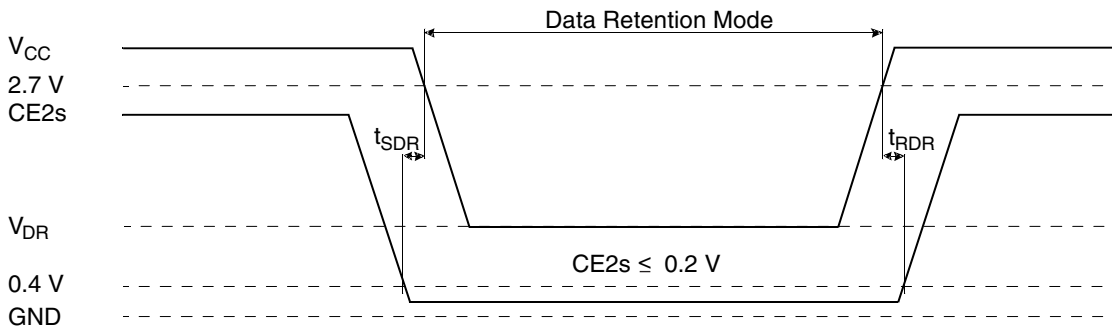 Data Retention Mode
VCC
2.7 V
CE2s
tSDR
tRDR
VDR
CE2s ≤ 0.2 V
0.4 V
GND